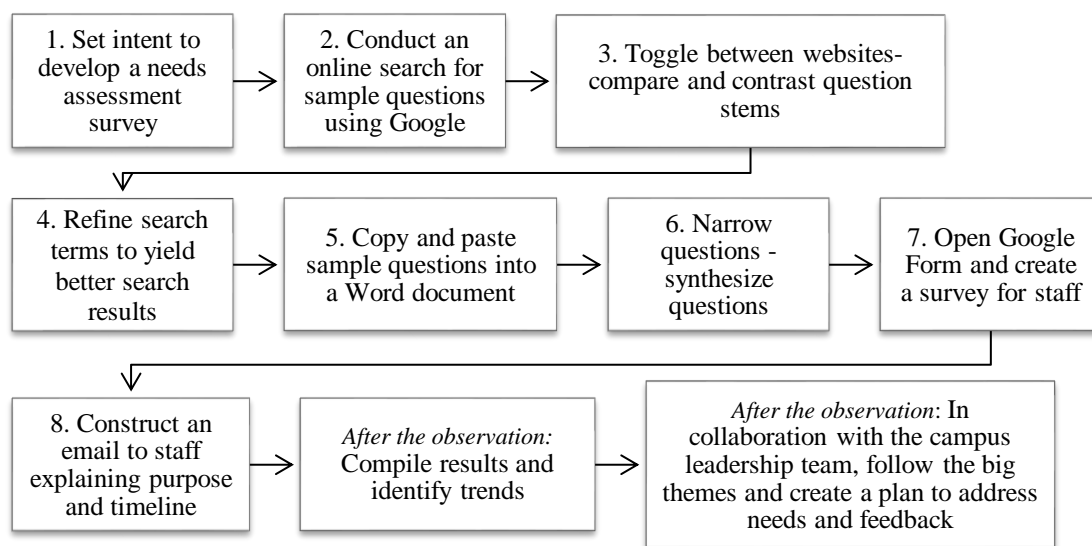 1. Set intent to
develop a needs
assessment
survey
2. Conduct an
online search for
sample questions
using Google
3. Toggle between websites-
compare and contrast question
stems
4. Refine search
terms to yield
better search
results
5. Copy and paste
sample questions into
a Word document
6. Narrow
questions -
synthesize
questions
7. Open Google
Form and create
a survey for staff
8. Construct an
email to staff
explaining purpose
and timeline
After the observation:
Compile results and
identify trends
After the observation: In
collaboration with the campus
leadership team, follow the big
themes and create a plan to address
needs and feedback